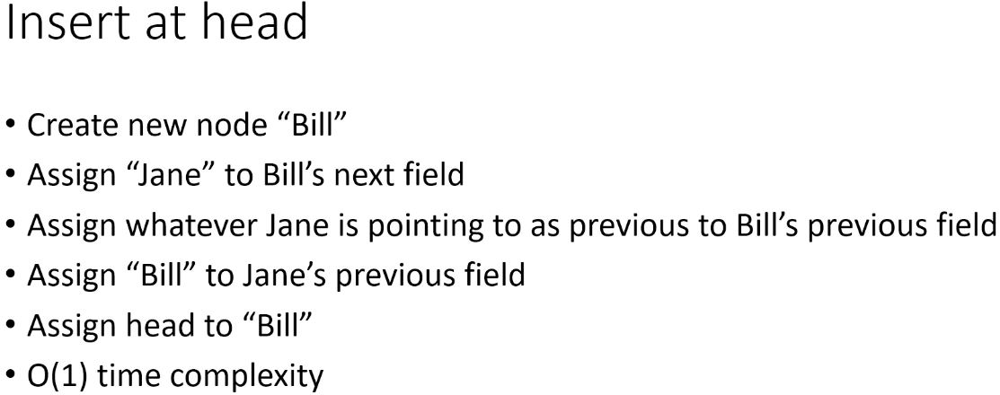 Insert at head
• Create new node “Bill”
• Assign “Jane” to Bill’s next field
• Assign whatever Jane is pointing to as previous to Bill’s previous field
• Assign “Bill” to Jane’s previous field
• Assign head to “Bill”
• O(1) time complexity